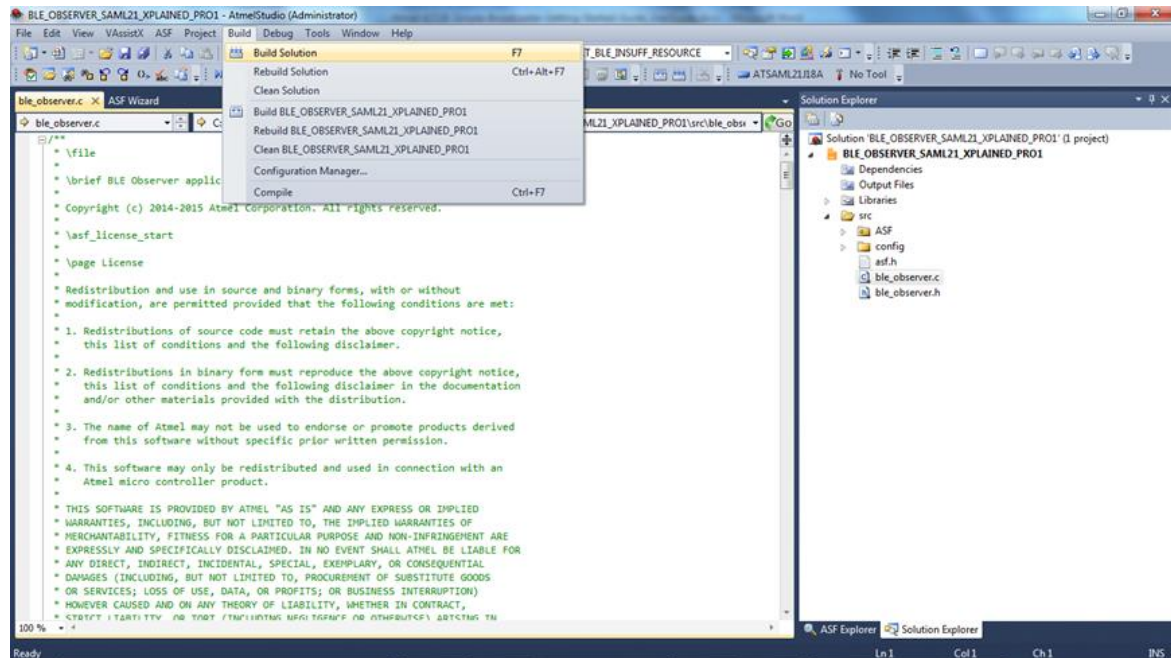 BLE_OBSERVER_SAML21_XPLAINED_PRO1 - AtmelStudio (Administrator)
File Edit View VAssistX ASF Project Build Debug Tools Window Help
T_BLE_INSUFF_RESOURCE
ATSAML21J18A No Tool
Build Solution F7
Rebuild Solution Ctrl+Alt+F7
Clean Solution
Build BLE_OBSERVER_SAML21_XPLAINED_PRO1
Rebuild BLE_OBSERVER_SAML21_XPLAINED_PRO1
Clean BLE_OBSERVER_SAML21_XPLAINED_PRO1
Configuration Manager...
Compile Ctrl+F7
ble_observer.c ASF Wizard
ble_observer.c ML21_XPLAINED_PRO1\src\ble_obse Go
/**
* \file
*
* \brief BLE Observer applic
*
* Copyright (c) 2014-2015 Atmel Corporation. All rights reserved.
*
* \asf_license_start
*
* \page License
*
* Redistribution and use in source and binary forms, with or without
* modification, are permitted provided that the following conditions are met:
*
* 1. Redistributions of source code must retain the above copyright notice,
* this list of conditions and the following disclaimer.
*
* 2. Redistributions in binary form must reproduce the above copyright notice,
* this list of conditions and the following disclaimer in the documentation
* and/or other materials provided with the distribution.
*
* 3. The name of Atmel may not be used to endorse or promote products derived
* from this software without specific prior written permission.
*
* 4. This software may only be redistributed and used in connection with an
* Atmel micro controller product.
*
* THIS SOFTWARE IS PROVIDED BY ATMEL "AS IS" AND ANY EXPRESS OR IMPLIED
* WARRANTIES, INCLUDING, BUT NOT LIMITED TO, THE IMPLIED WARRANTIES OF
* MERCHANTABILITY, FITNESS FOR A PARTICULAR PURPOSE AND NON-INFRINGEMENT ARE
* EXPRESSLY AND SPECIFICALLY DISCLAIMED. IN NO EVENT SHALL ATMEL BE LIABLE FOR
* ANY DIRECT, INDIRECT, INCIDENTAL, SPECIAL, EXEMPLARY, OR CONSEQUENTIAL
* DAMAGES (INCLUDING, BUT NOT LIMITED TO, PROCUREMENT OF SUBSTITUTE GOODS
* OR SERVICES; LOSS OF USE, DATA, OR PROFITS; OR BUSINESS INTERRUPTION)
* HOWEVER CAUSED AND ON ANY THEORY OF LIABILITY, WHETHER IN CONTRACT,
* STRICT LIABILITY, OR TORT (INCLUDING NEGLIGENCE OR OTHERWISE) ARISING IN
100 %
Solution Explorer
Solution 'BLE_OBSERVER_SAML21_XPLAINED_PRO1' (1 project)
BLE_OBSERVER_SAML21_XPLAINED_PRO1
Dependencies
Output Files
Libraries
src
ASF
config
asf.h
ble_observer.c
ble_observer.h
ASF Explorer Solution Explorer
Ready Ln 1 Col 1 Ch 1 INS